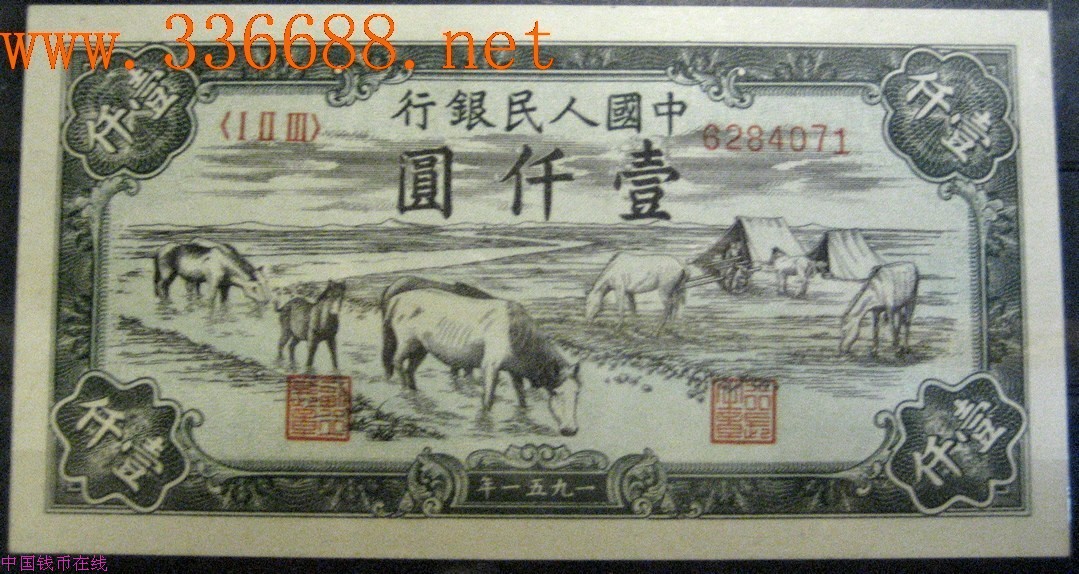 www.336688.net
壹仟
壹仟
中國人民銀行
〈I II III〉
6284071
壹仟圓
壹仟
壹仟
一九五一年
中国钱币在线